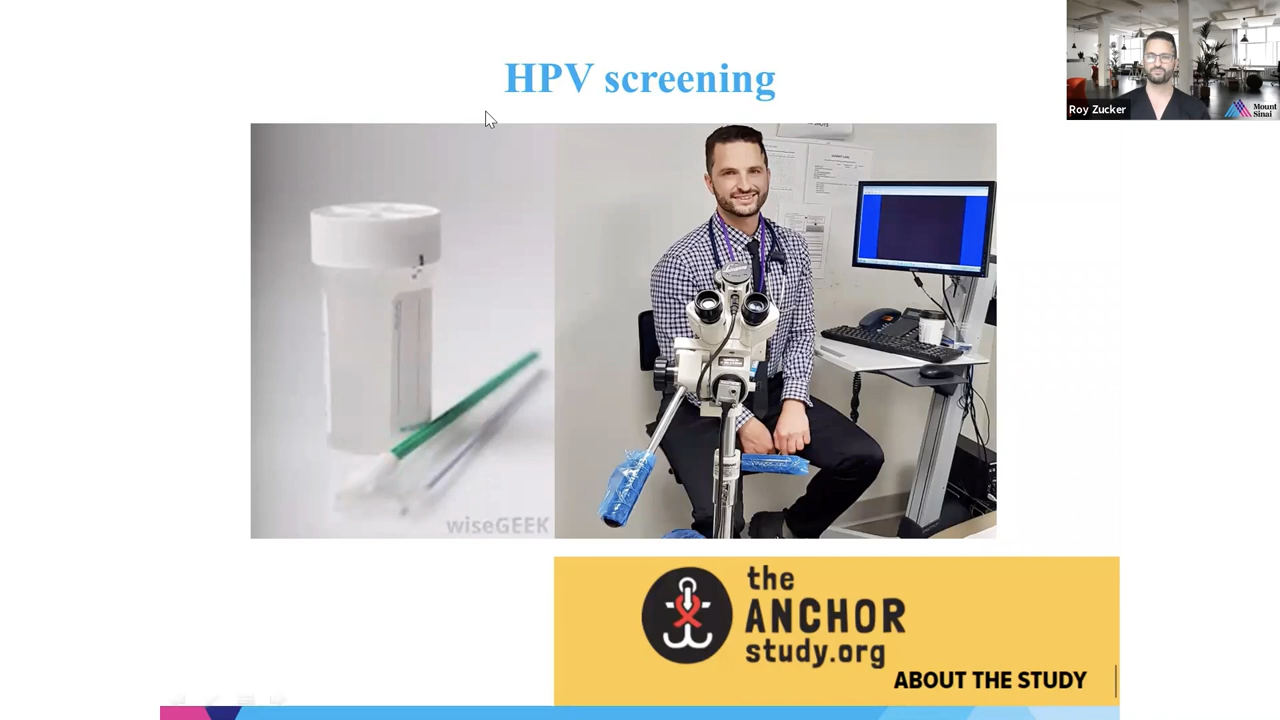 HPV screening
Roy Zucker
Mount
Sinai
wiseGEEK
the
ANCHOR
study.org
ABOUT THE STUDY